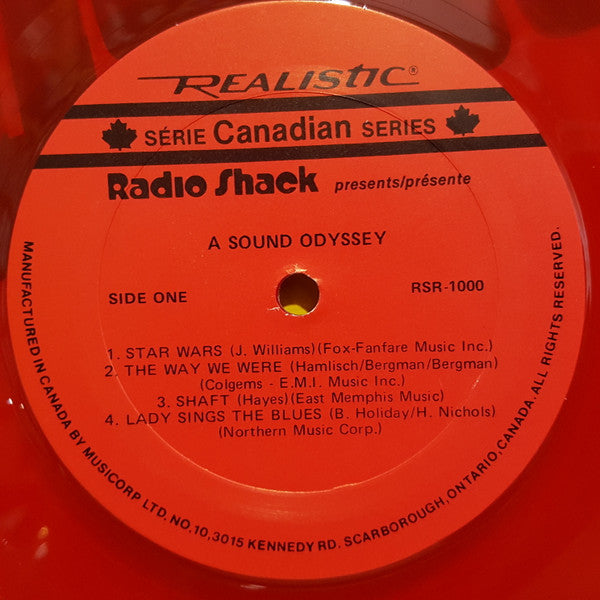 REALISTIC®
SÉRIE Canadian SERIES
Radio Shack presents/présente
A SOUND ODYSSEY
SIDE ONE
RSR-1000
1. STAR WARS (J. Williams)(Fox-Fanfare Music Inc.)
2. THE WAY WE WERE (Hamlisch/Bergman/Bergman)
(Colgems - E.M.I. Music Inc.)
3. SHAFT (Hayes)(East Memphis Music)
4. LADY SINGS THE BLUES (B. Holiday/H. Nichols)
(Northern Music Corp.)
MANUFACTURED IN CANADA BY MUSICORP LTD, NO.10, 3015 KENNEDY RD. SCARBOROUGH, ONTARIO, CANADA. ALL RIGHTS RESERVED.